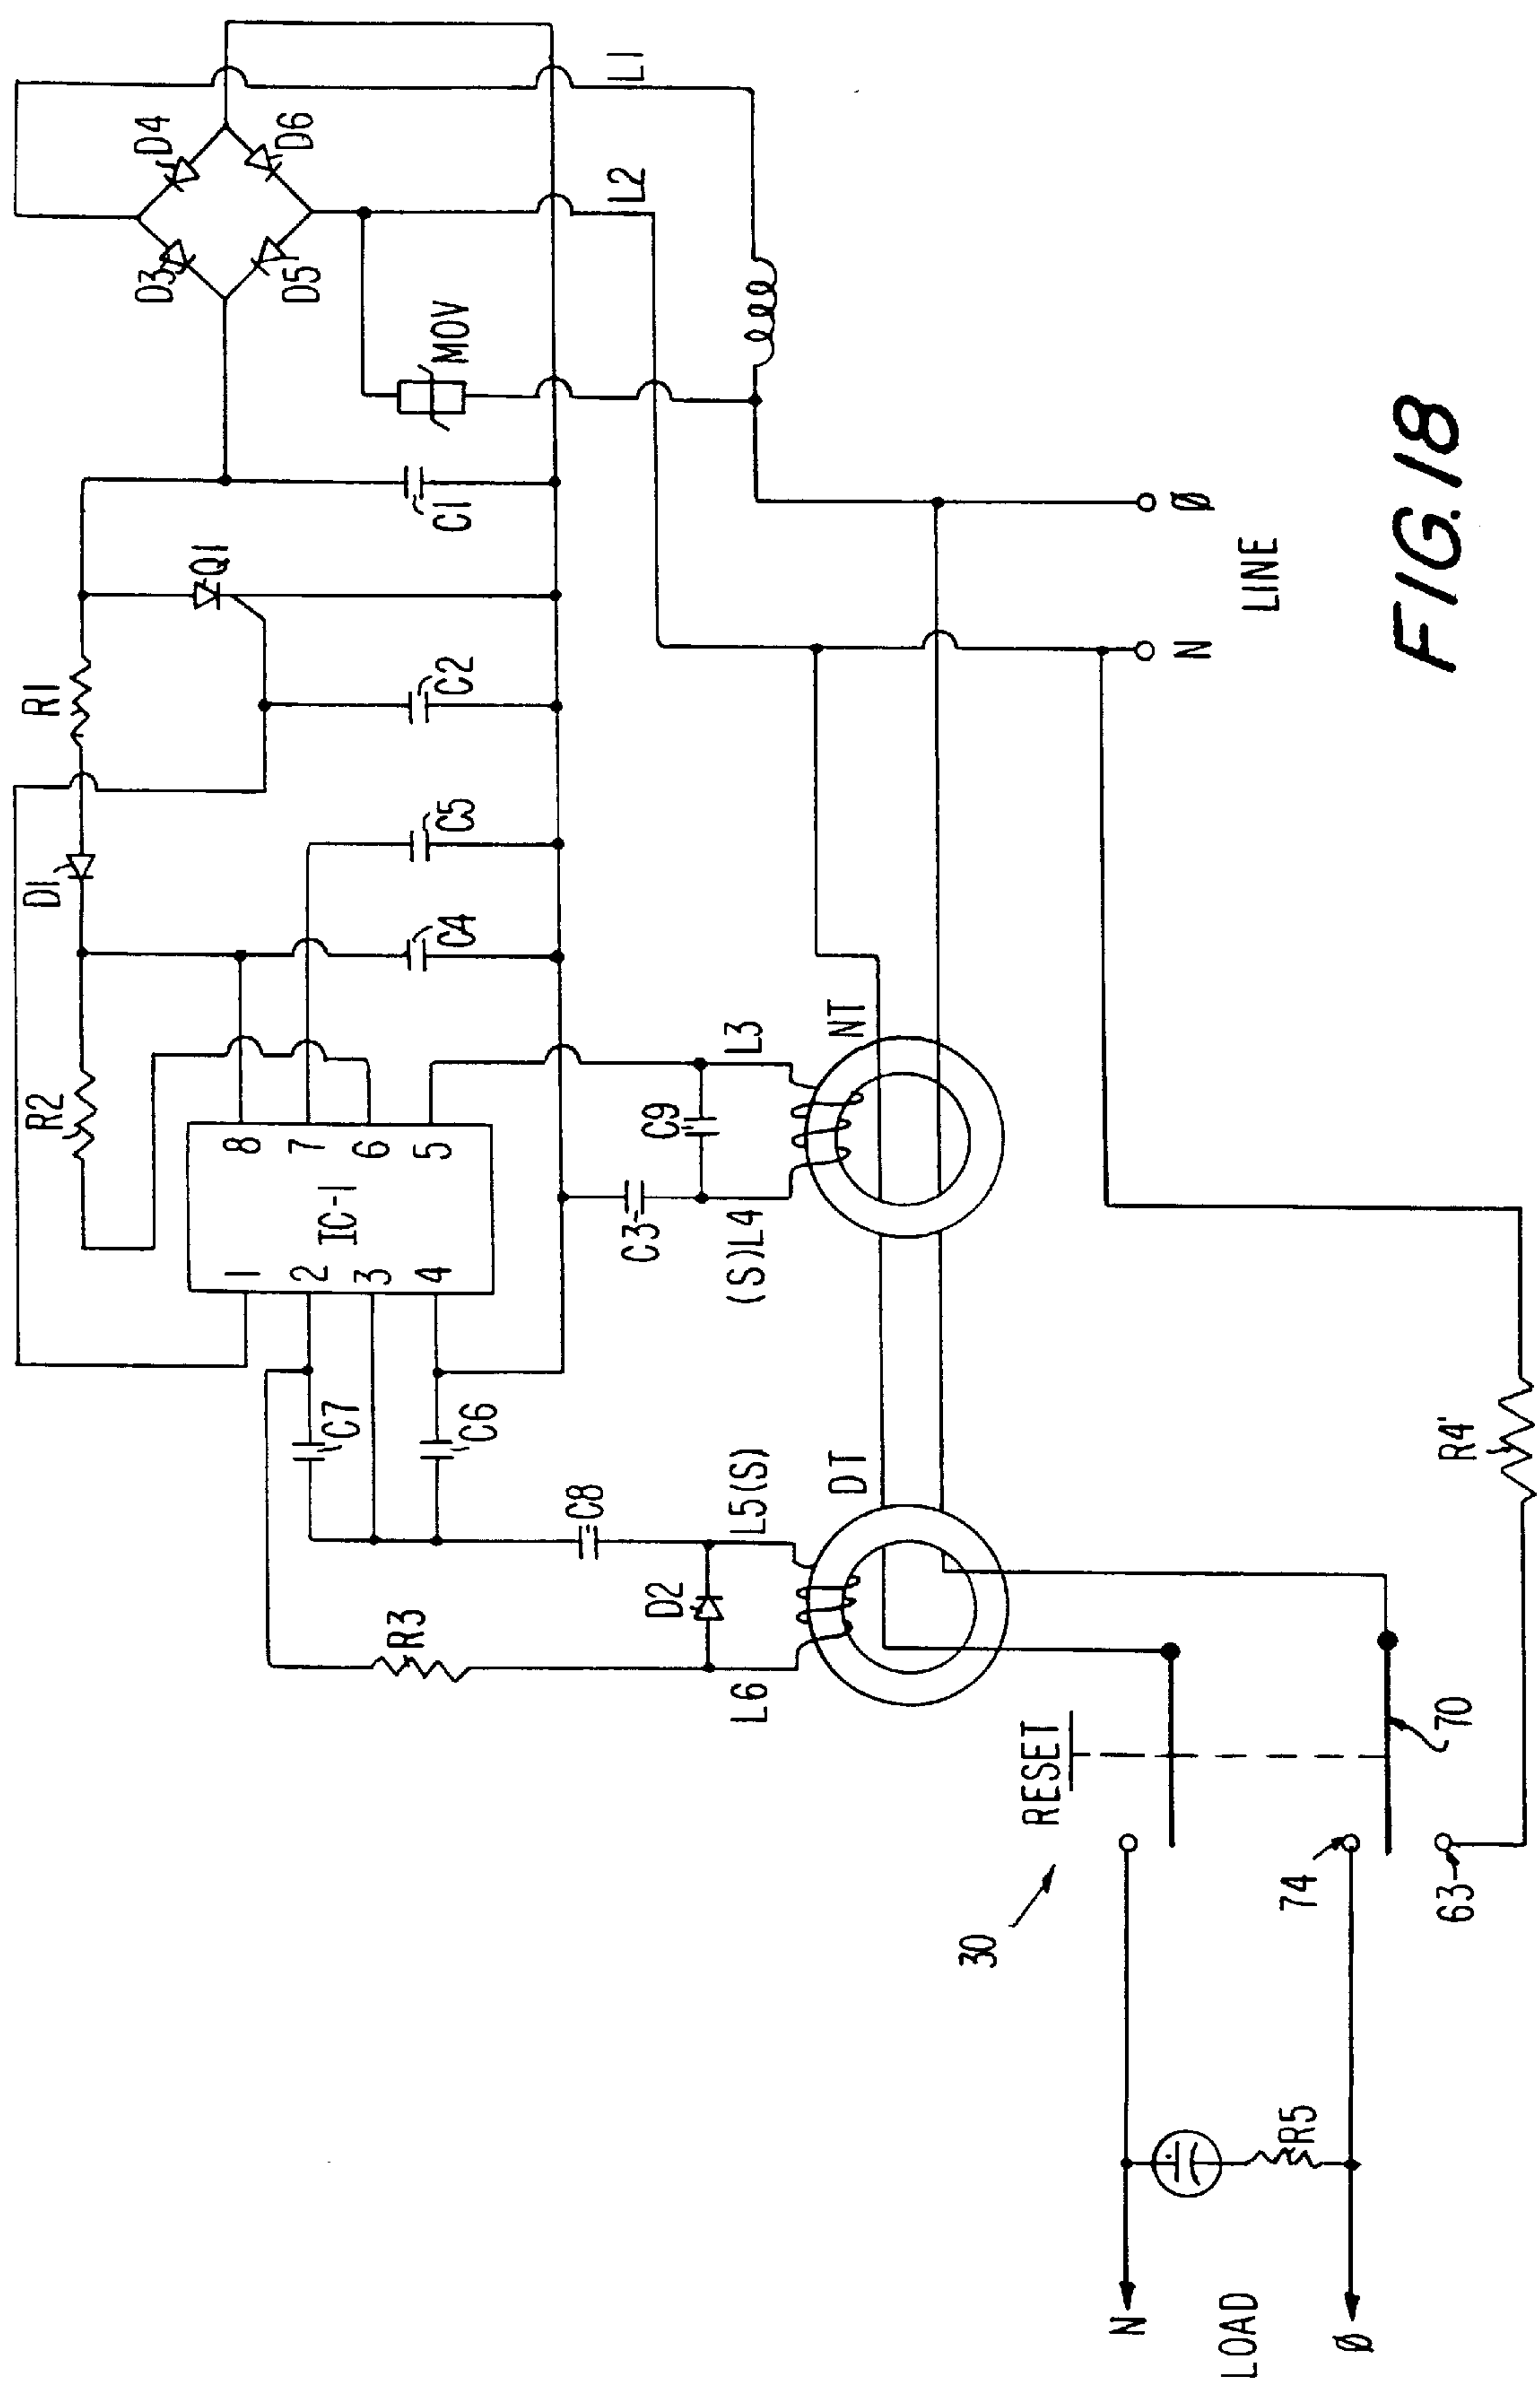 L1
D4
D6
L2
D3
D5
MOV
C1
Q1
R1
C2
C5
D1
C4
R2
8
7
6
5
IC-1
1
2
3
4
L3
NT
C9
C3
(S)L4
C7
C6
L5(S)
DT
C8
D2
R3
L6
Ø
N
LINE
R4'
RESET
70
74
63
30
R5
N
LOAD
Ø
FIG.18